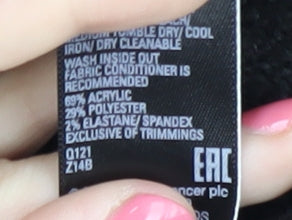 MEDIUM TUMBLE DRY/ COOL
IRON/ DRY CLEANABLE
WASH INSIDE OUT
FABRIC CONDITIONER IS
RECOMMENDED
69% ACRYLIC
29% POLYESTER
2% ELASTANE/ SPANDEX
EXCLUSIVE OF TRIMMINGS
Q121
Z14B
EAC
ncer plc